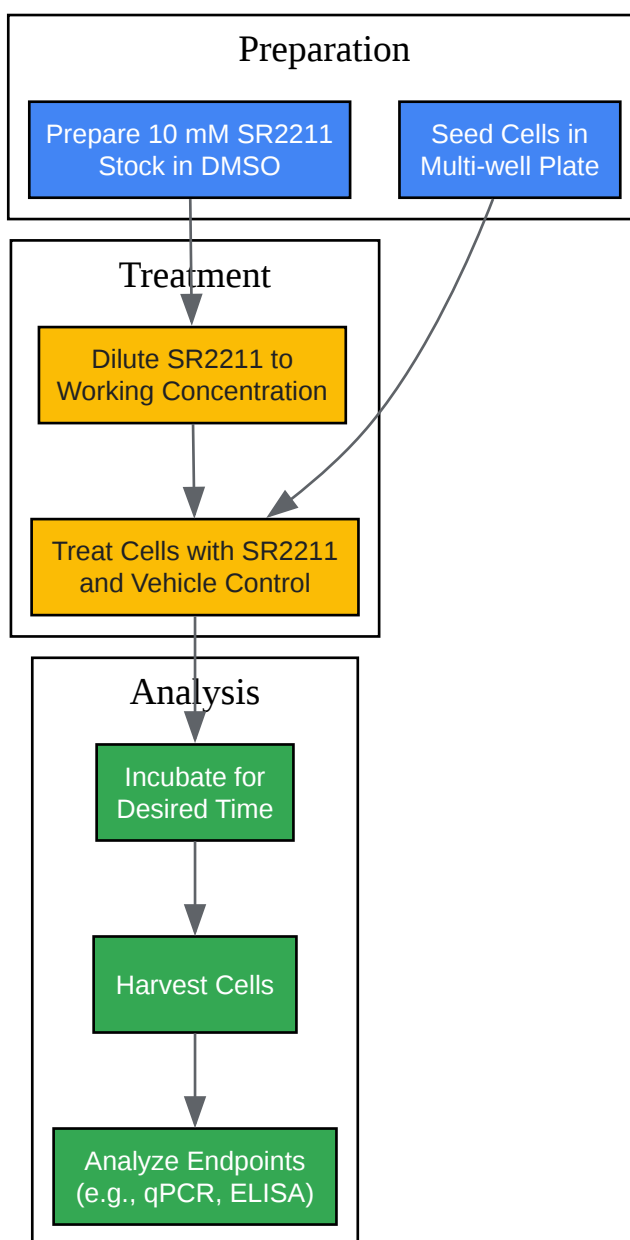 Preparation
Prepare 10 mM SR2211
Stock in DMSO
Seed Cells in
Multi-well Plate
Treatment
Dilute SR2211 to
Working Concentration
Treat Cells with SR2211
and Vehicle Control
Analysis
Incubate for
Desired Time
Harvest Cells
Analyze Endpoints
(e.g., qPCR, ELISA)